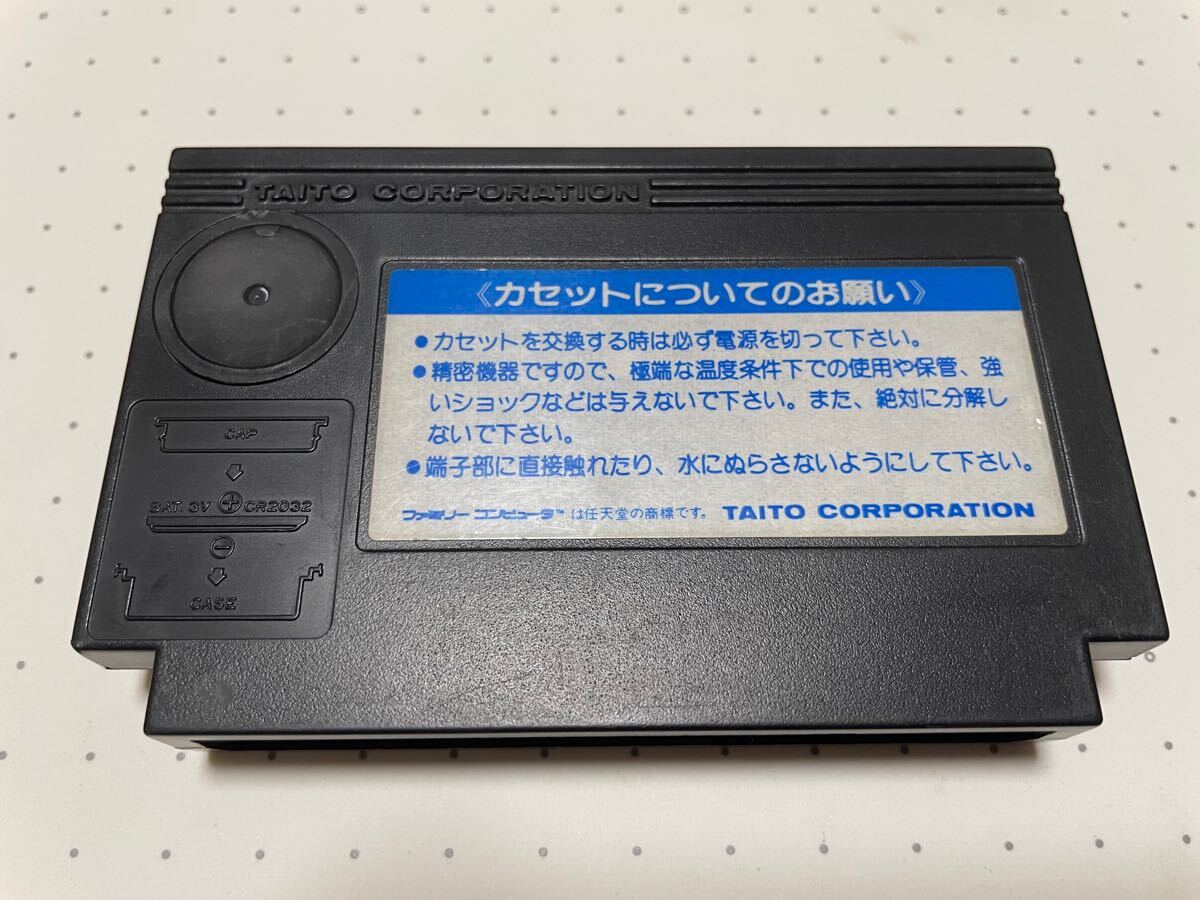 TAITO CORPORATION
《カセットについてのお願い》
●カセットを交換する時は必ず電源を切って下さい。
●精密機器ですので、極端な温度条件下での使用や保管、強
いショックなどは与えないで下さい。また、絶対に分解し
ないで下さい。
●端子部に直接触れたり、水にぬらさないようにして下さい。
ファミリーコンピュータ™は任天堂の商標です。 TAITO CORPORATION
CAP
BAT. 3V ⊕ CR2032
⊖
CASE